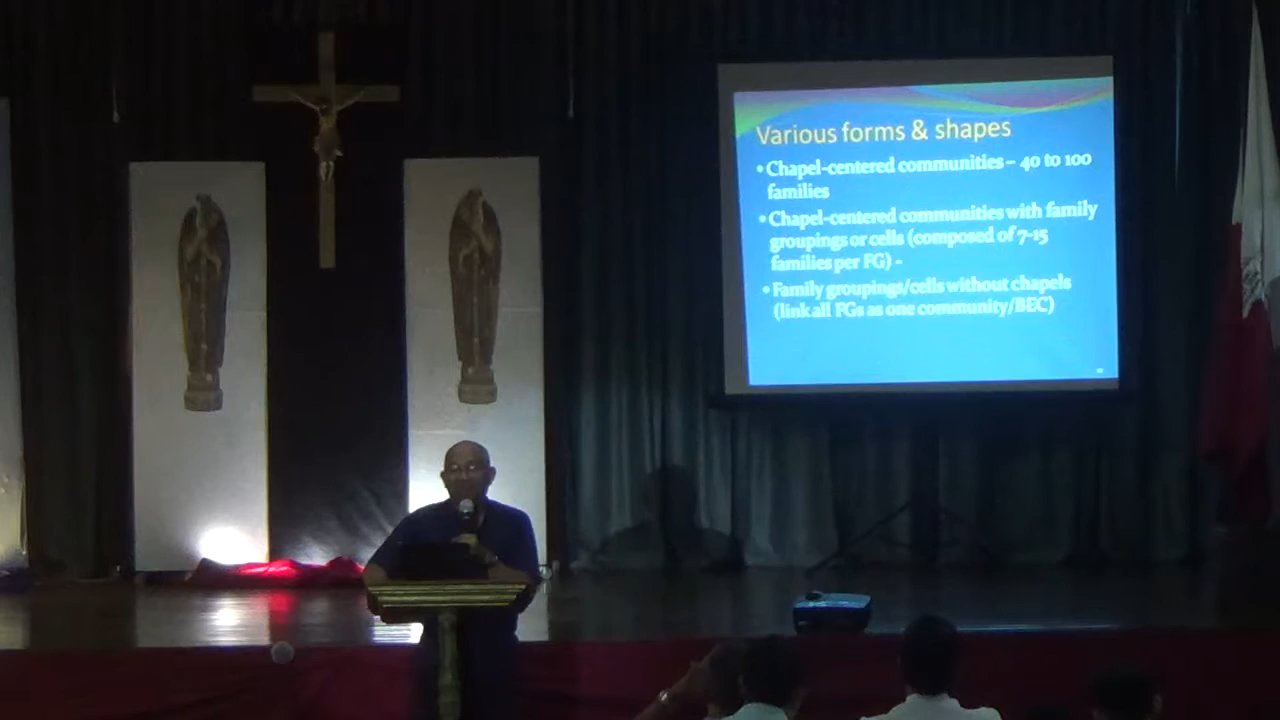 Various forms & shapes
• Chapel-centered communities – 40 to 100
families
• Chapel-centered communities with family
groupings or cells (composed of 7-15
families per FG) -
• Family groupings/cells without chapels
(link all FGs as one community/BEC)